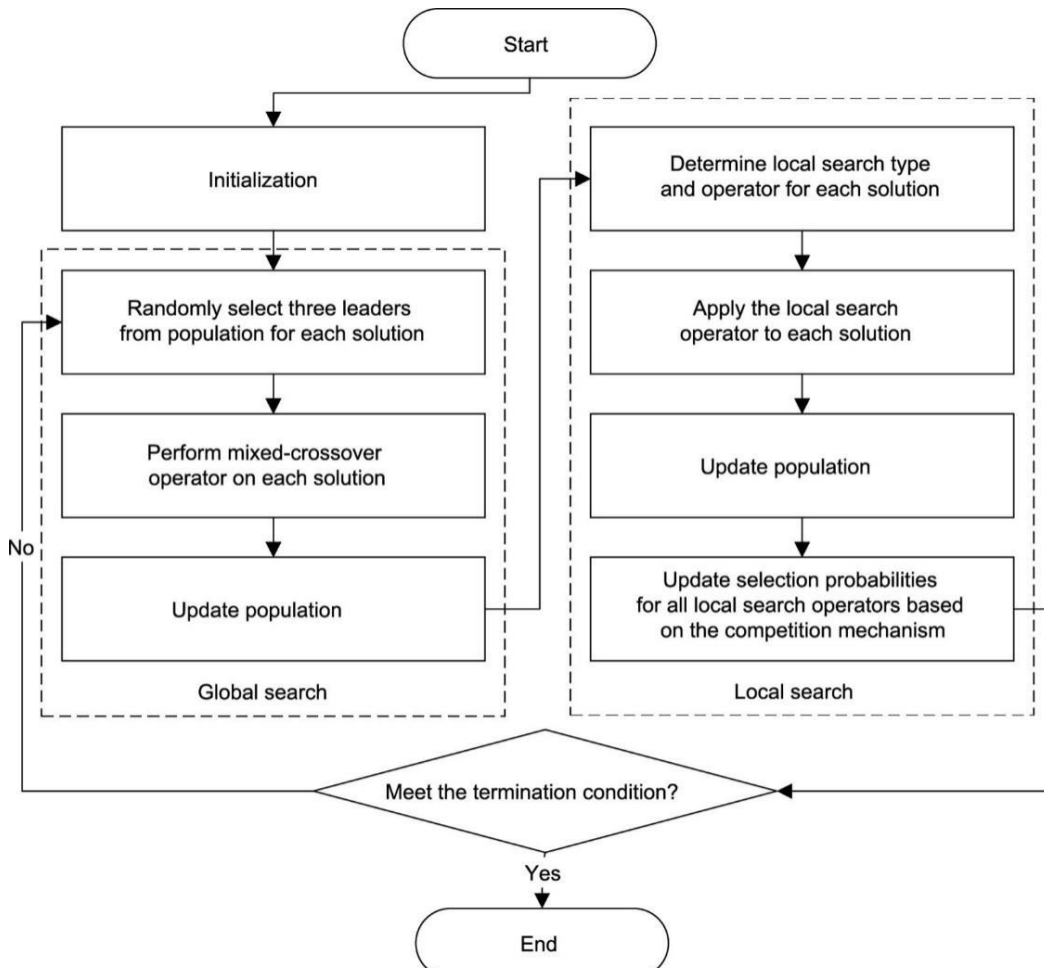 Start
Initialization
Randomly select three leaders
from population for each solution
Perform mixed-crossover
operator on each solution
Update population
Global search
Determine local search type
and operator for each solution
Apply the local search
operator to each solution
Update population
Update selection probabilities
for all local search operators based
on the competition mechanism
Local search
Meet the termination condition?
No
Yes
End